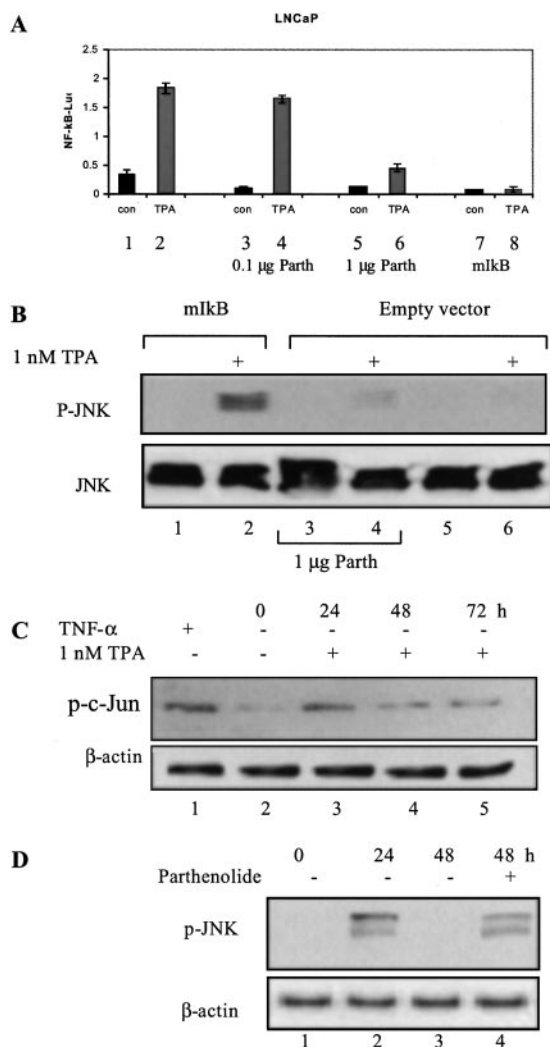 A
LNCaP
NF-kB-Luc
2.5
2
1.5
1
0.5
0
con TPA con TPA con TPA con TPA
1 2 3 4 5 6 7 8
0.1 µg Parth 1 µg Parth mIkB
B
mIkB Empty vector
1 nM TPA + + +
P-JNK
JNK
1 2 3 4 5 6
1 µg Parth
0 24 48 72 h
C
TNF-α + - - - -
1 nM TPA - - + + +
p-c-Jun
β-actin
1 2 3 4 5
D
0 24 48 48 h
Parthenolide - - - +
p-JNK
β-actin
1 2 3 4